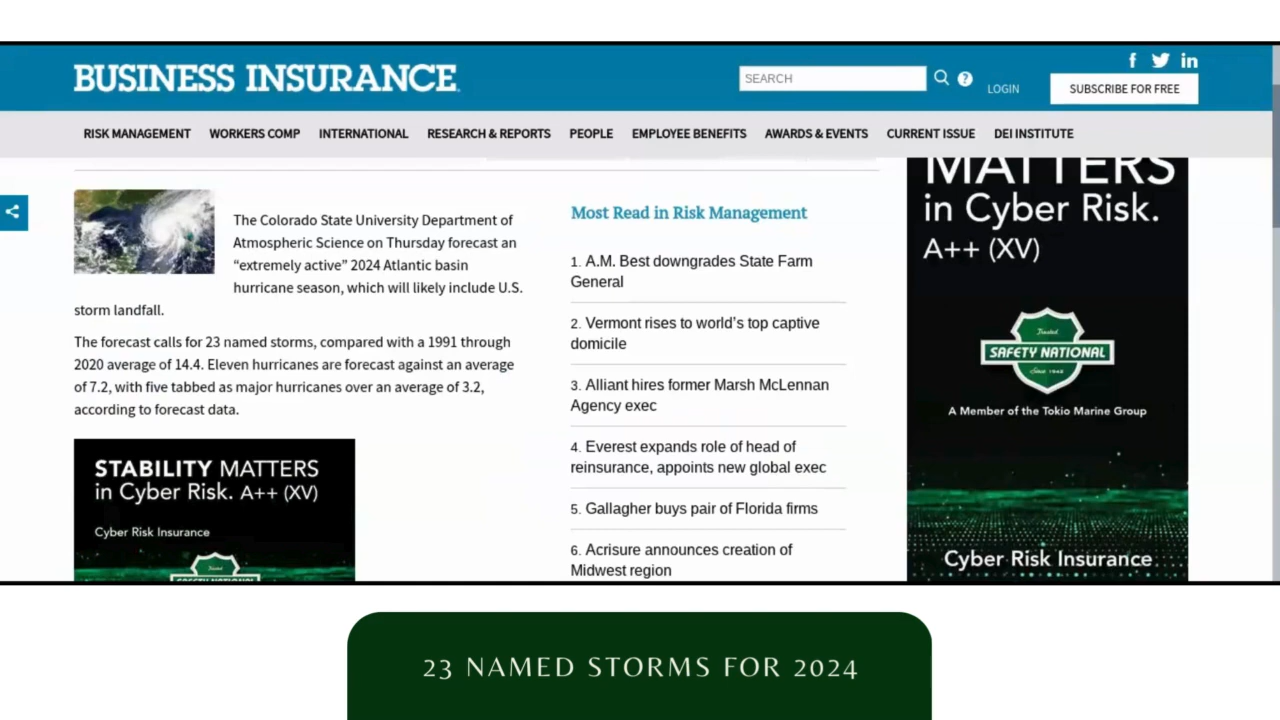 BUSINESS INSURANCE
SEARCH
?
LOGIN
f
in
SUBSCRIBE FOR FREE
RISK MANAGEMENT WORKERS COMP INTERNATIONAL RESEARCH & REPORTS PEOPLE EMPLOYEE BENEFITS AWARDS & EVENTS CURRENT ISSUE DEI INSTITUTE
The Colorado State University Department of
Atmospheric Science on Thursday forecast an
“extremely active” 2024 Atlantic basin
hurricane season, which will likely include U.S.
storm landfall.
The forecast calls for 23 named storms, compared with a 1991 through
2020 average of 14.4. Eleven hurricanes are forecast against an average
of 7.2, with five tabbed as major hurricanes over an average of 3.2,
according to forecast data.
STABILITY MATTERS
in Cyber Risk. A++ (XV)
Cyber Risk Insurance
Trusted
SAFETY NATIONAL
Most Read in Risk Management
1. A.M. Best downgrades State Farm
General
2. Vermont rises to world’s top captive
domicile
3. Alliant hires former Marsh McLennan
Agency exec
4. Everest expands role of head of
reinsurance, appoints new global exec
5. Gallagher buys pair of Florida firms
6. Acrisure announces creation of
Midwest region
MATTERS
in Cyber Risk.
A++ (XV)
Trusted
SAFETY NATIONAL
Since 1942
A Member of the Tokio Marine Group
Cyber Risk Insurance
23 NAMED STORMS FOR 2024